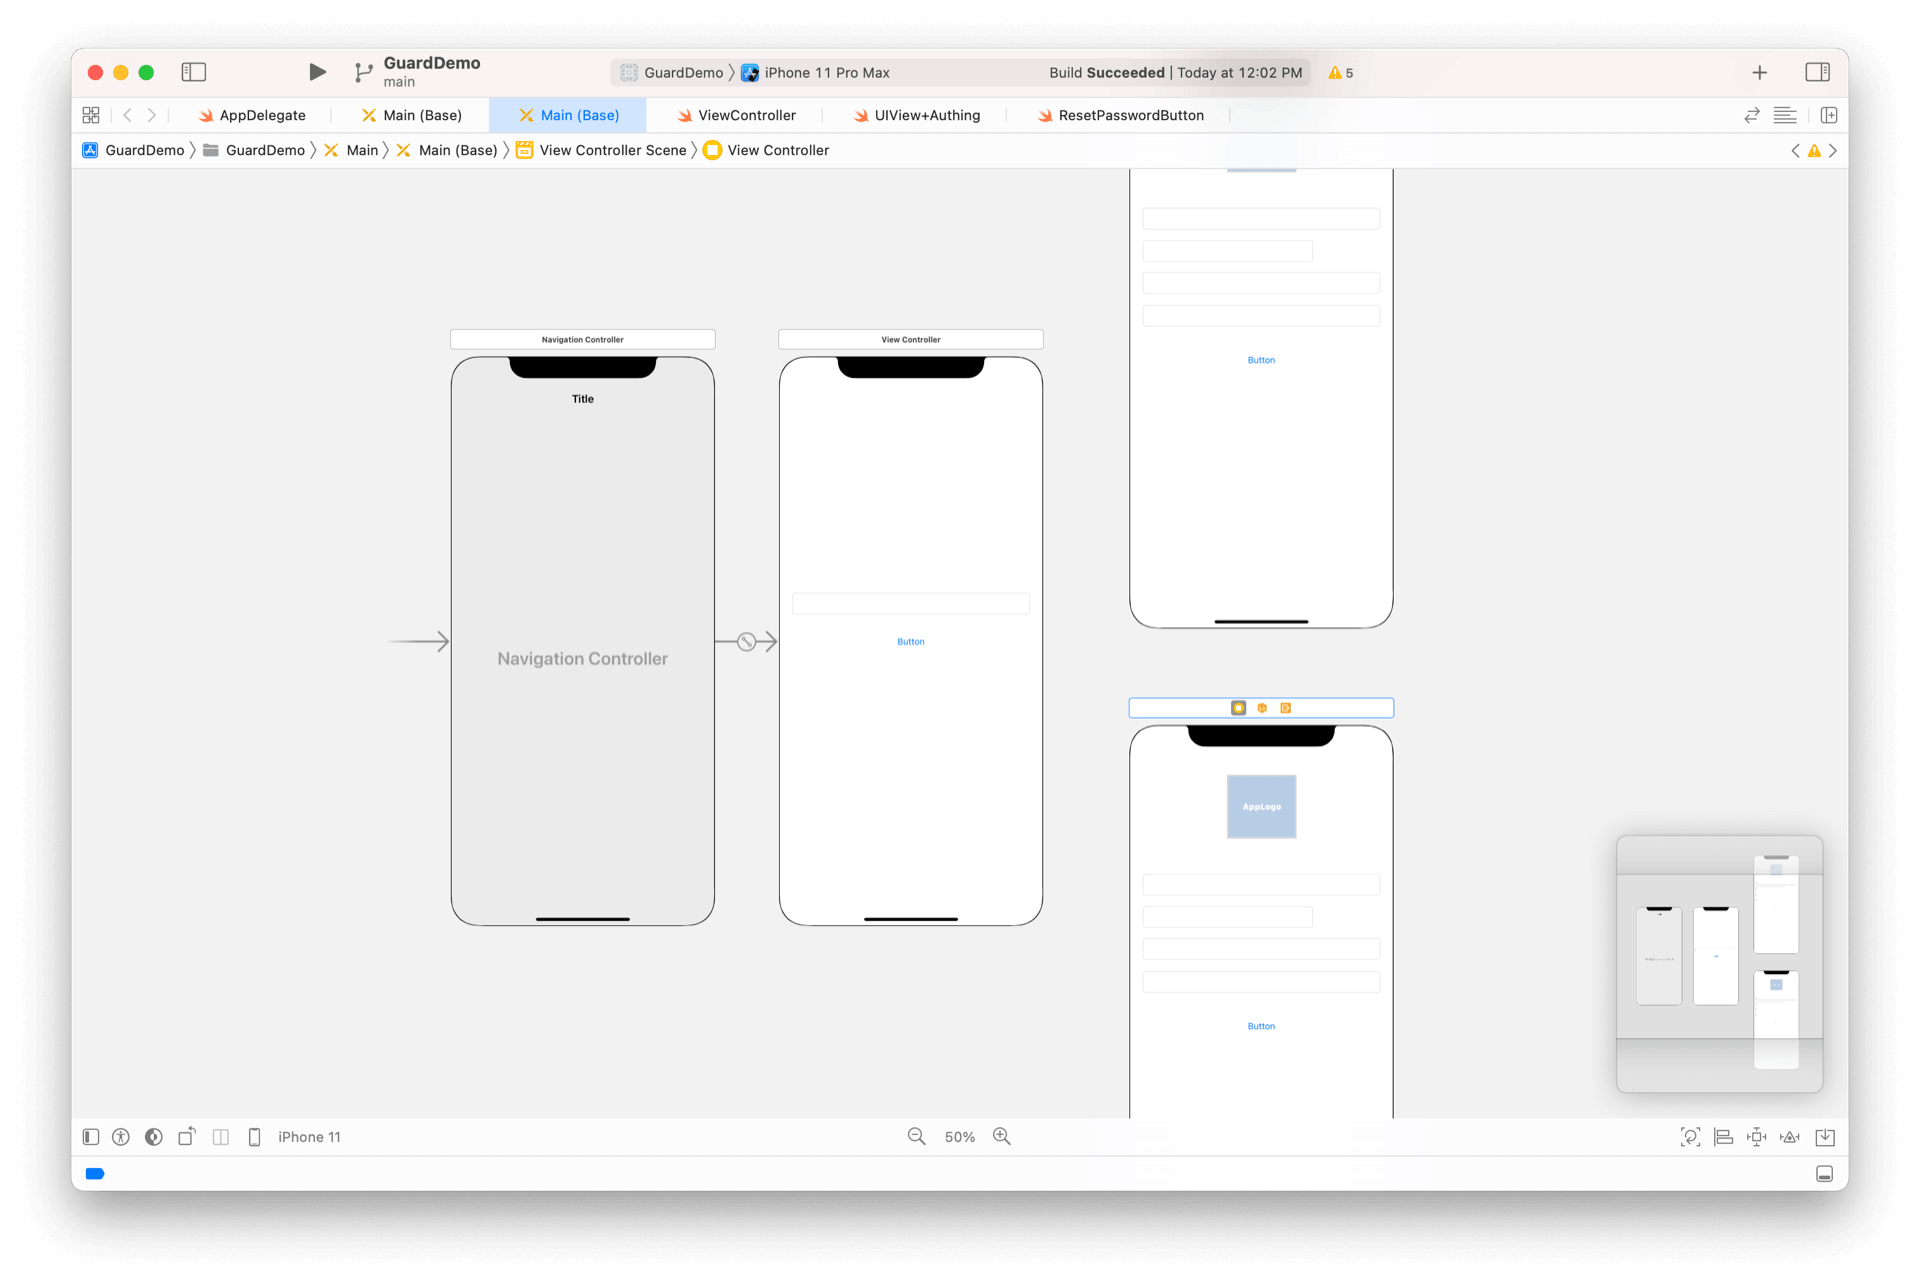 GuardDemo
main
GuardDemo iPhone 11 Pro Max Build Succeeded | Today at 12:02 PM 5
AppDelegate Main (Base) Main (Base) ViewController UIView+Authing ResetPasswordButton
GuardDemo GuardDemo Main Main (Base) View Controller Scene View Controller
Navigation Controller
Title
Navigation Controller
View Controller
Button
Button
AppLogo
Button
iPhone 11
50%